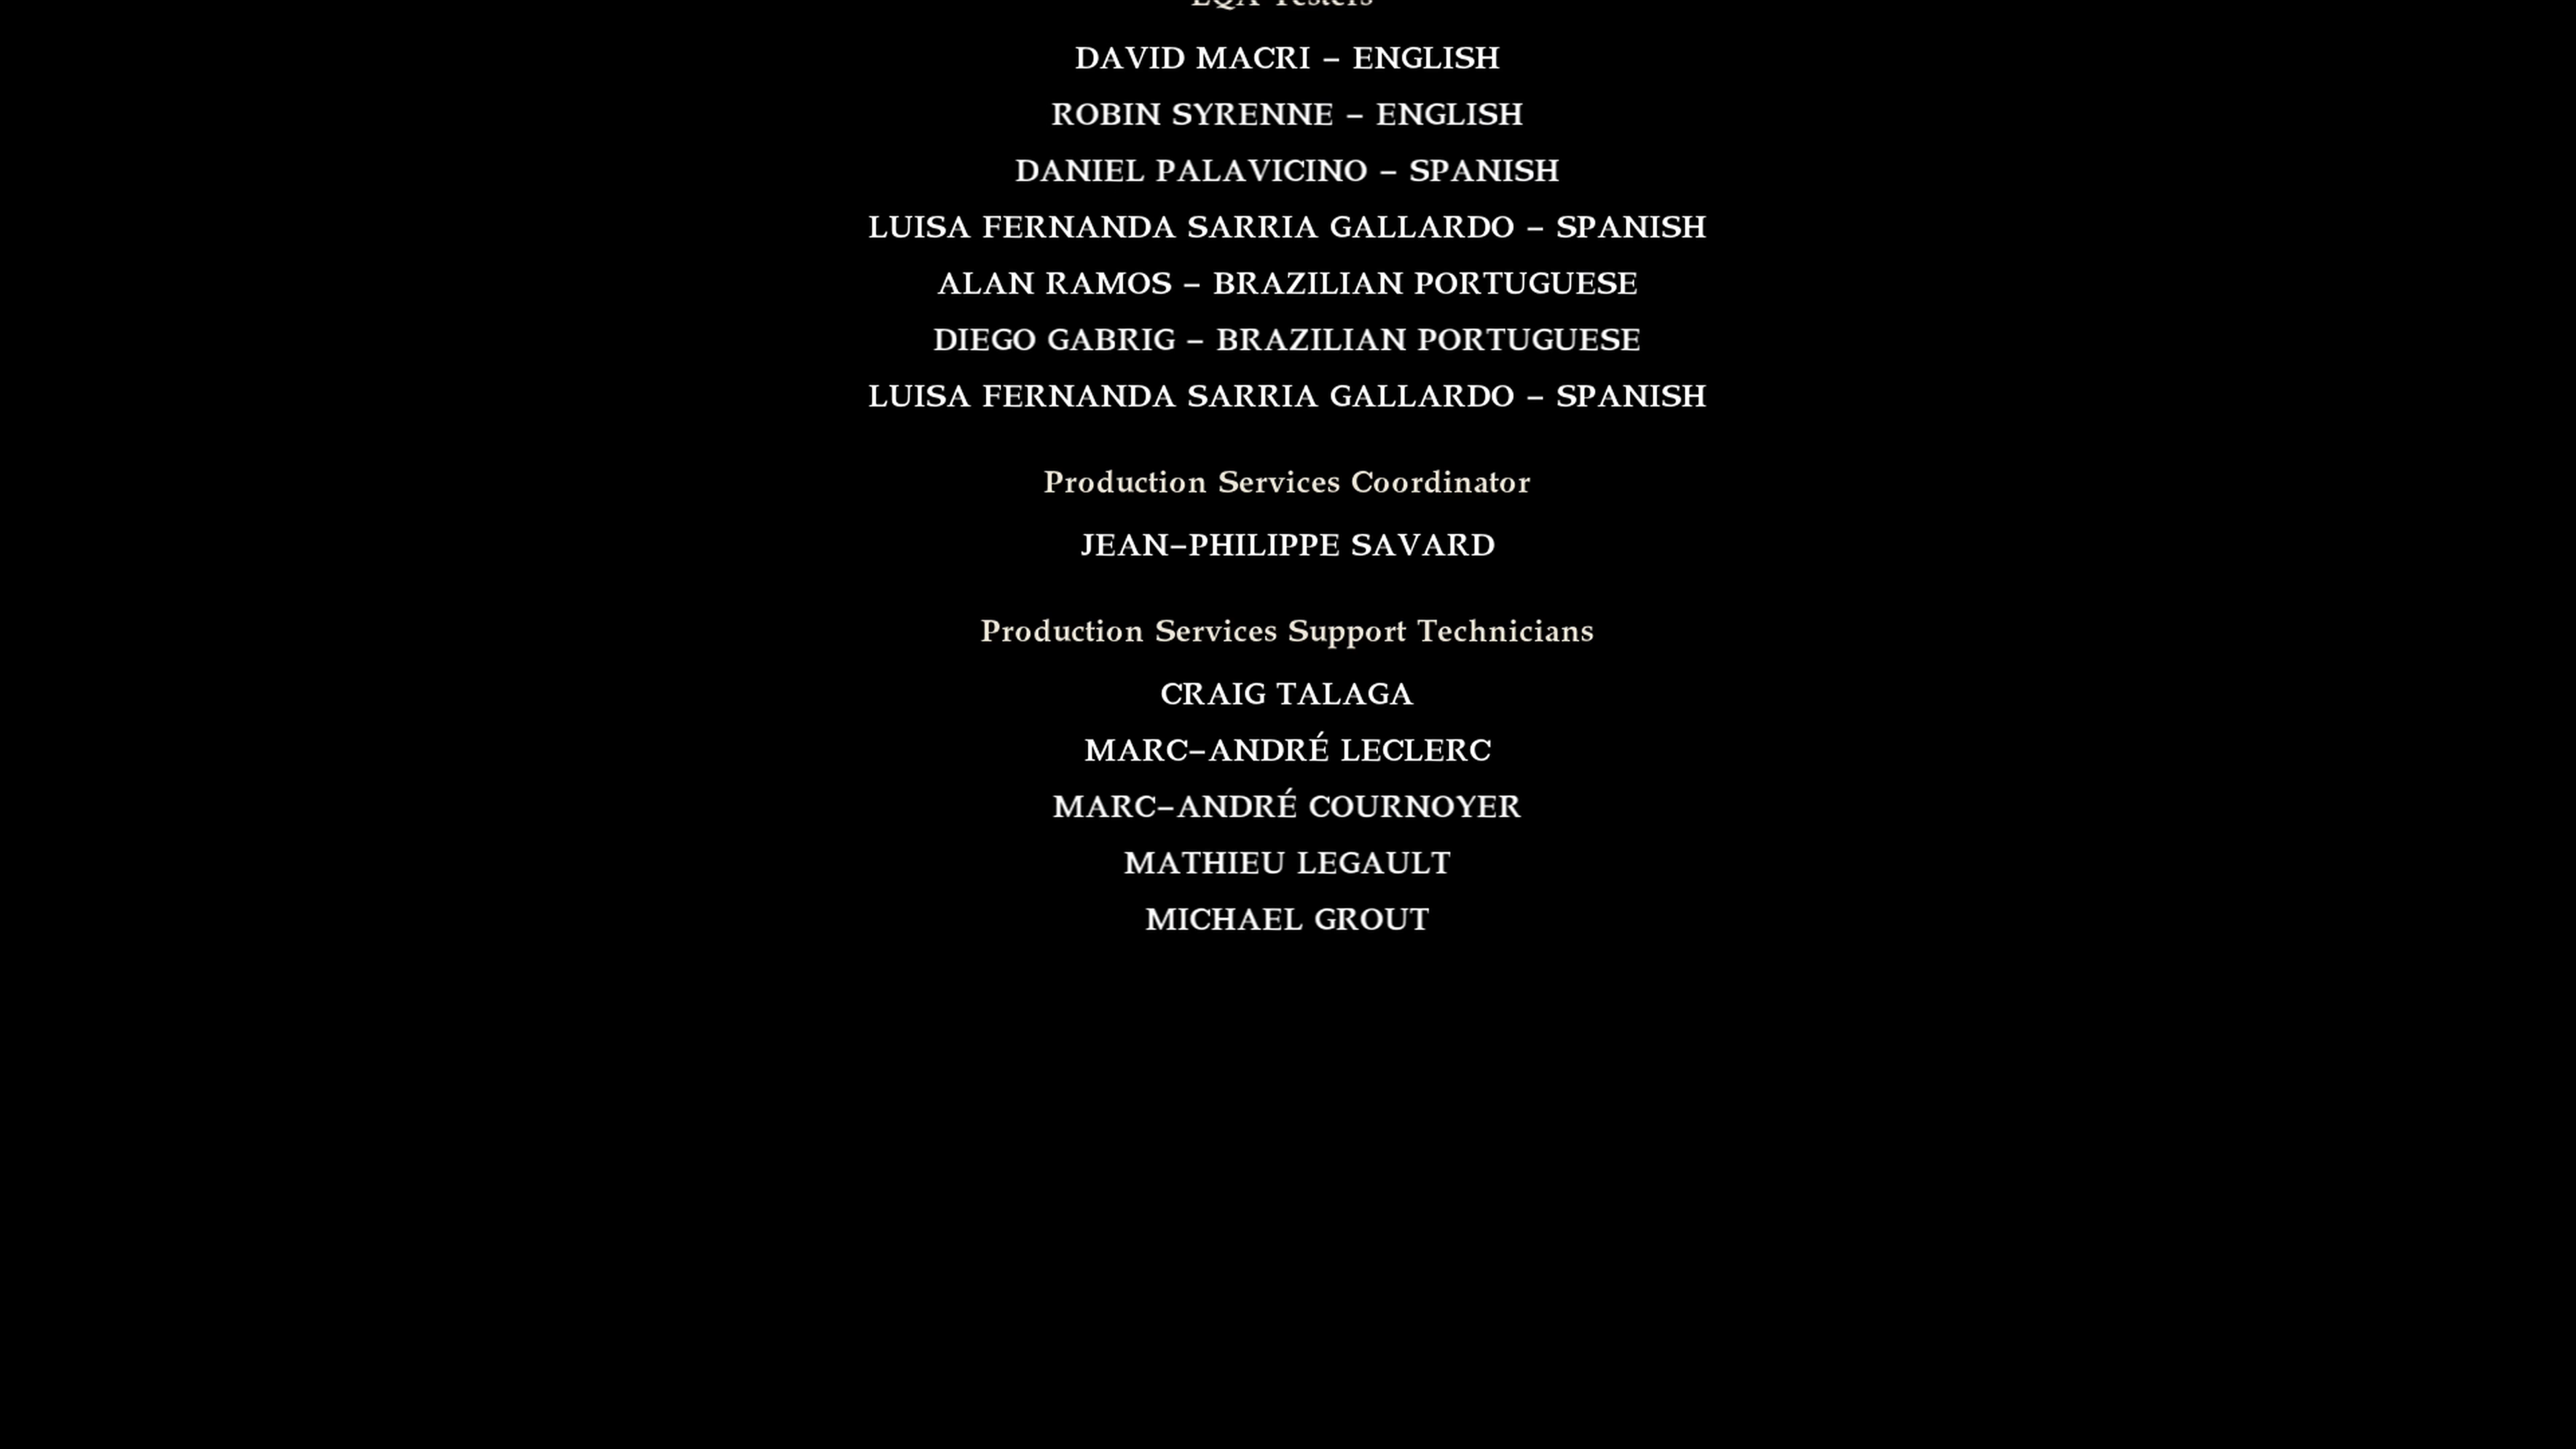 LQA Testers
DAVID MACRI – ENGLISH
ROBIN SYRENNE – ENGLISH
DANIEL PALAVICINO – SPANISH
LUISA FERNANDA SARRIA GALLARDO – SPANISH
ALAN RAMOS – BRAZILIAN PORTUGUESE
DIEGO GABRIG – BRAZILIAN PORTUGUESE
LUISA FERNANDA SARRIA GALLARDO – SPANISH
Production Services Coordinator
JEAN–PHILIPPE SAVARD
Production Services Support Technicians
CRAIG TALAGA
MARC–ANDRÉ LECLERC
MARC–ANDRÉ COURNOYER
MATHIEU LEGAULT
MICHAEL GROUT